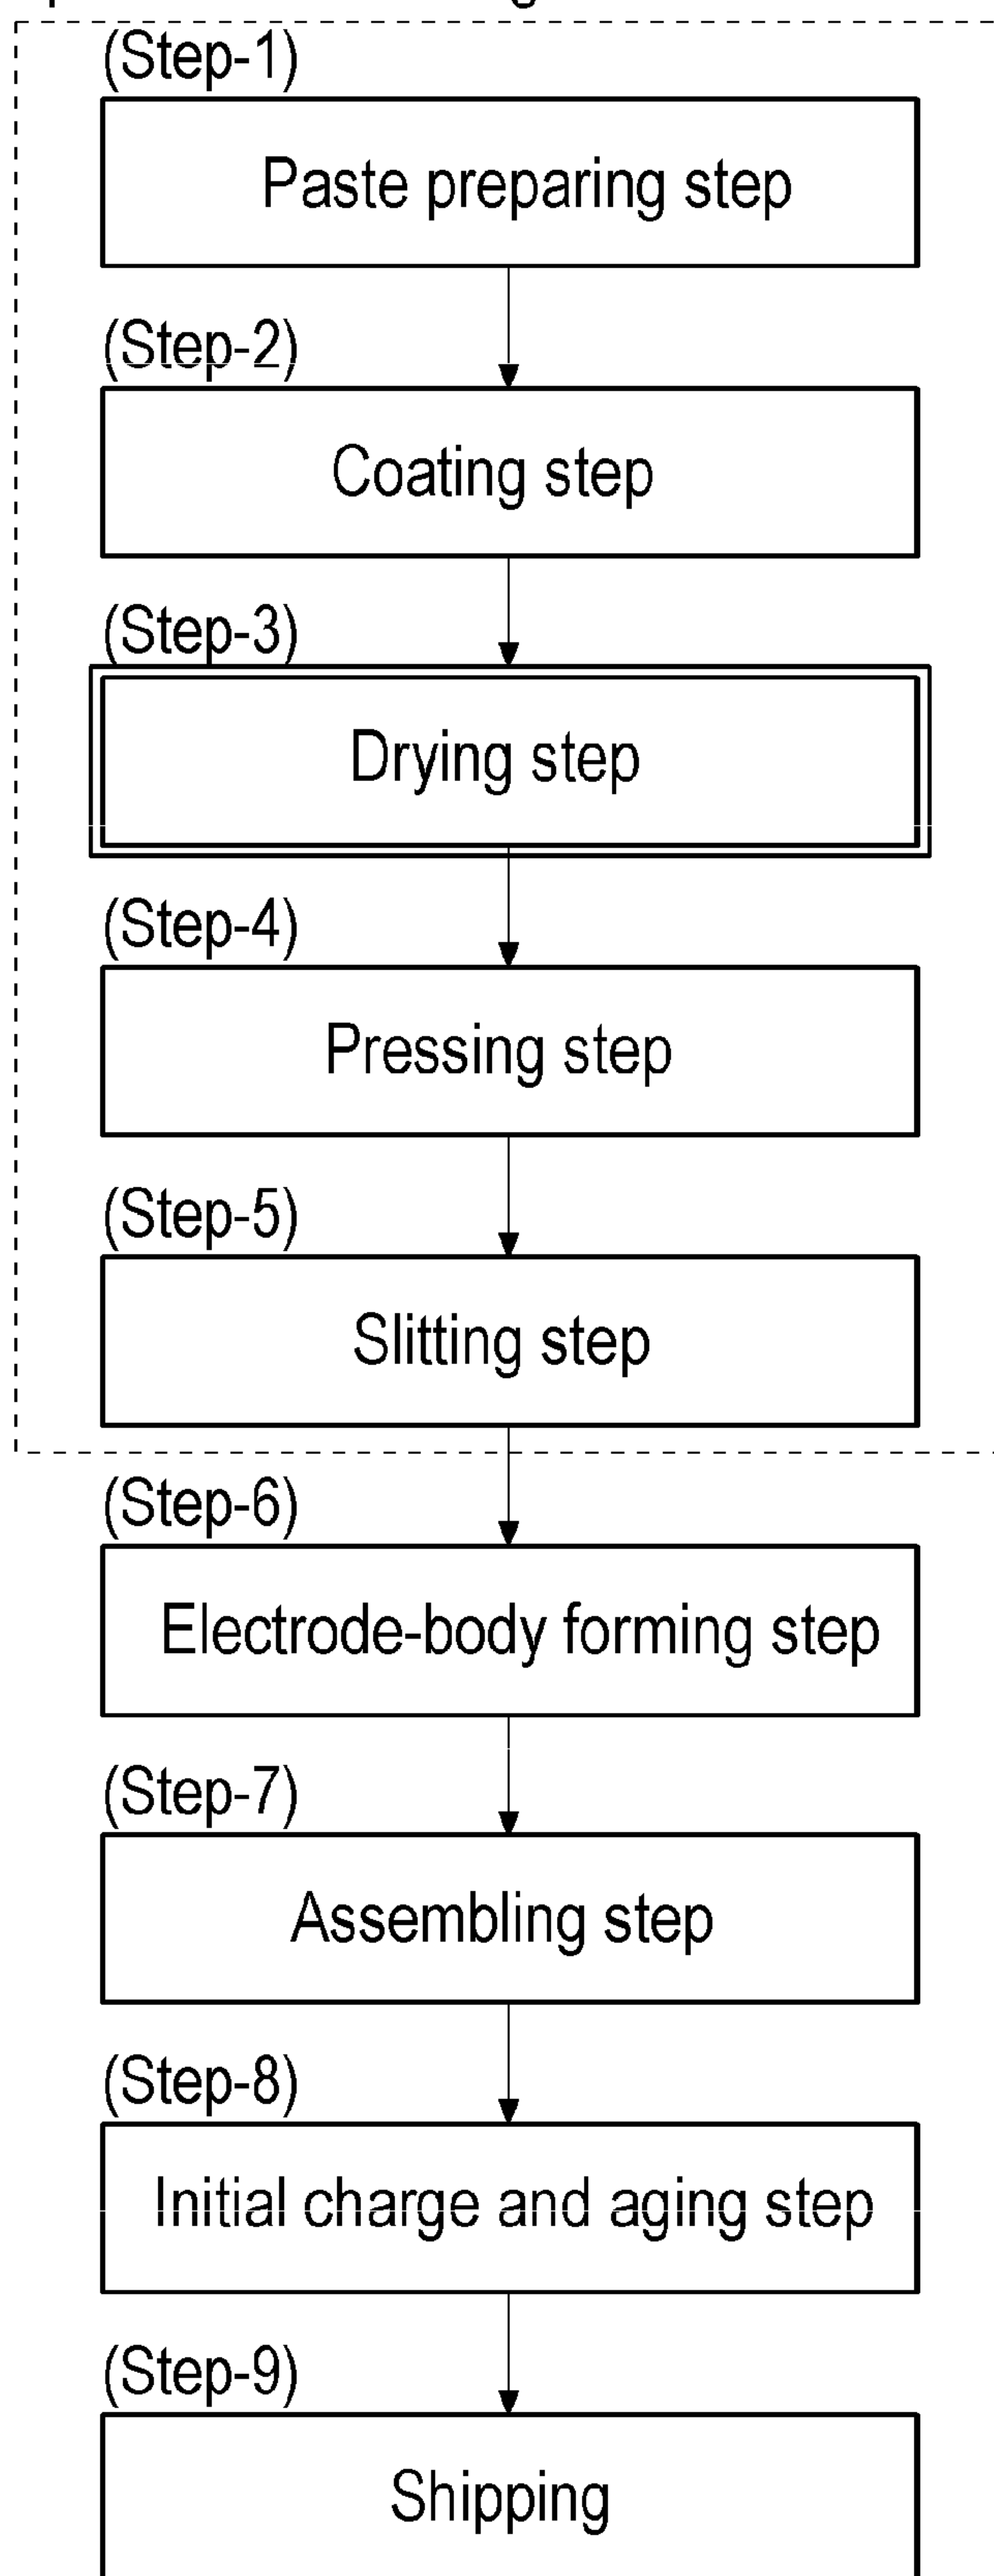 (Step-1)
Paste preparing step
(Step-2)
Coating step
(Step-3)
Drying step
(Step-4)
Pressing step
(Step-5)
Slitting step
(Step-6)
Electrode-body forming step
(Step-7)
Assembling step
(Step-8)
Initial charge and aging step
(Step-9)
Shipping